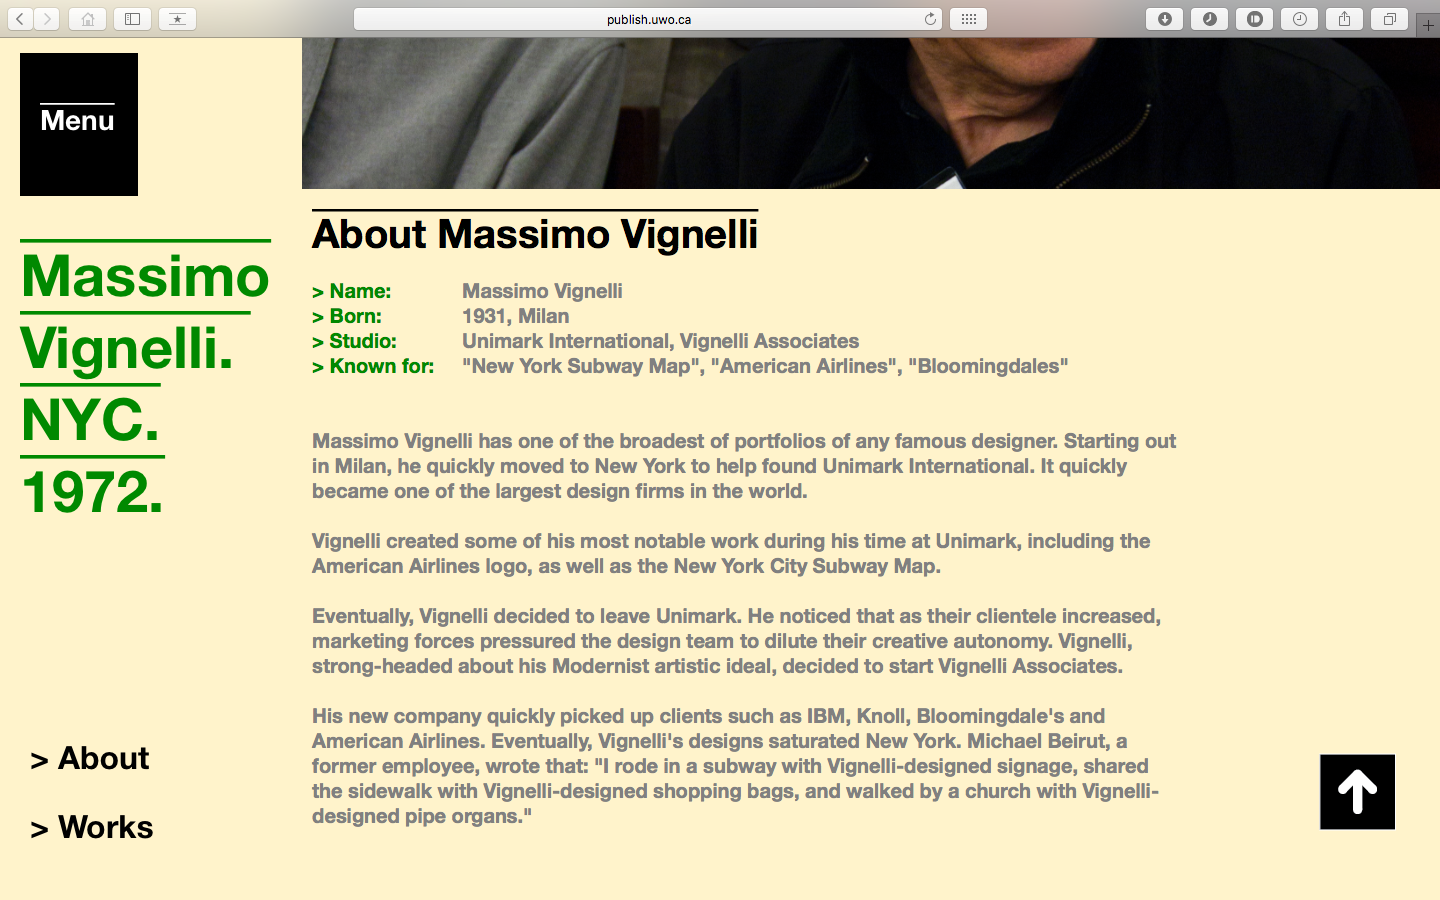 publish.uwo.ca
Menu
Massimo
Vignelli.
NYC.
1972.
> About
> Works
About Massimo Vignelli
> Name: Massimo Vignelli
> Born: 1931, Milan
> Studio: Unimark International, Vignelli Associates
> Known for: "New York Subway Map", "American Airlines", "Bloomingdales"
Massimo Vignelli has one of the broadest of portfolios of any famous designer. Starting out
in Milan, he quickly moved to New York to help found Unimark International. It quickly
became one of the largest design firms in the world.
Vignelli created some of his most notable work during his time at Unimark, including the
American Airlines logo, as well as the New York City Subway Map.
Eventually, Vignelli decided to leave Unimark. He noticed that as their clientele increased,
marketing forces pressured the design team to dilute their creative autonomy. Vignelli,
strong-headed about his Modernist artistic ideal, decided to start Vignelli Associates.
His new company quickly picked up clients such as IBM, Knoll, Bloomingdale's and
American Airlines. Eventually, Vignelli's designs saturated New York. Michael Beirut, a
former employee, wrote that: "I rode in a subway with Vignelli-designed signage, shared
the sidewalk with Vignelli-designed shopping bags, and walked by a church with Vignelli-
designed pipe organs."